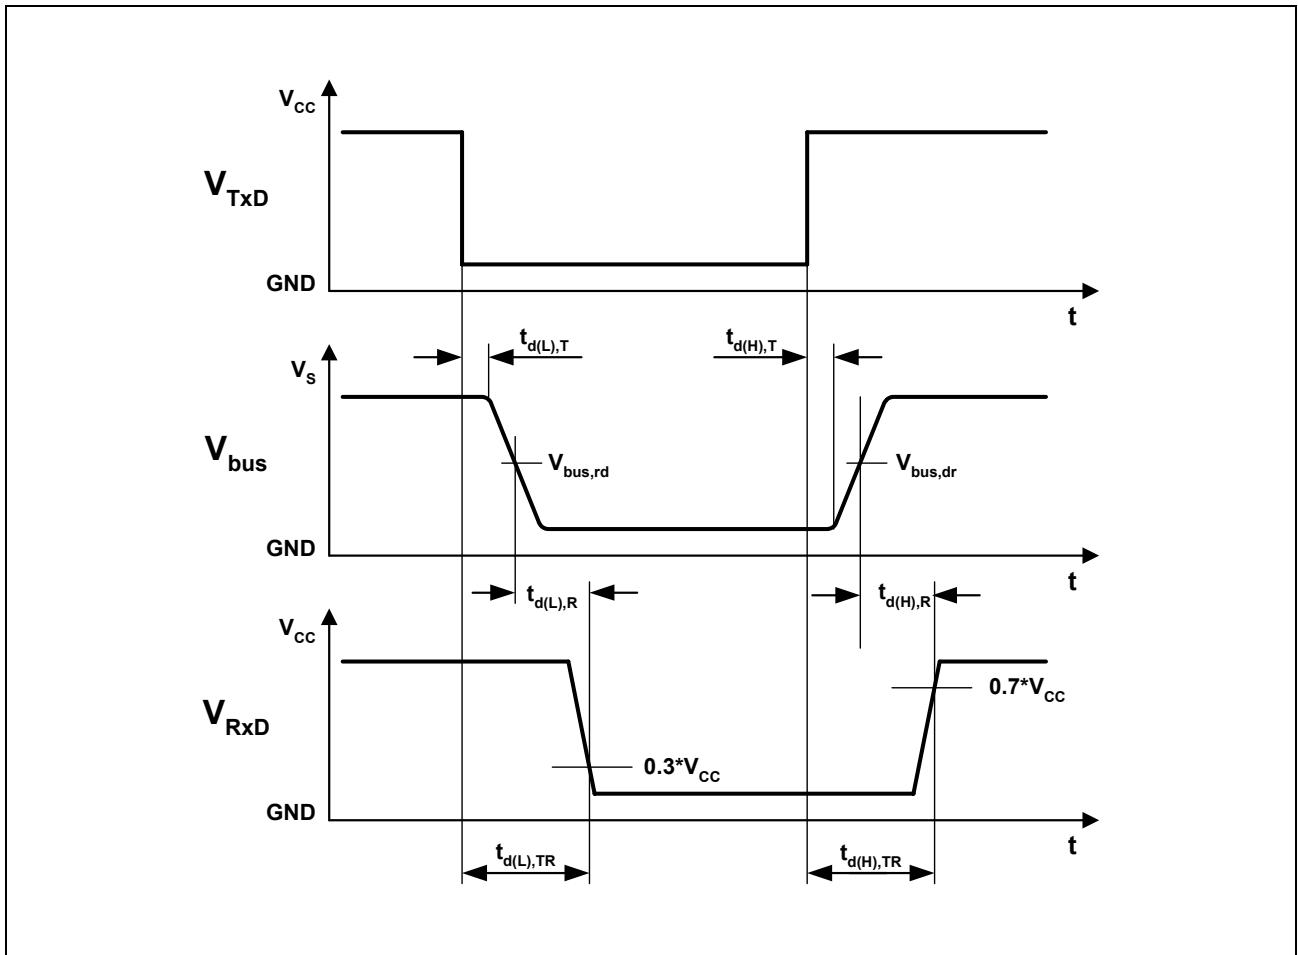 V_CC
V_TxD
GND
t
t_d(L),T t_d(H),T
V_S
V_bus
V_bus,rd V_bus,dr
GND
t
t_d(L),R t_d(H),R
V_CC
0.7*V_CC
V_RxD
0.3*V_CC
GND
t
t_d(L),TR t_d(H),TR